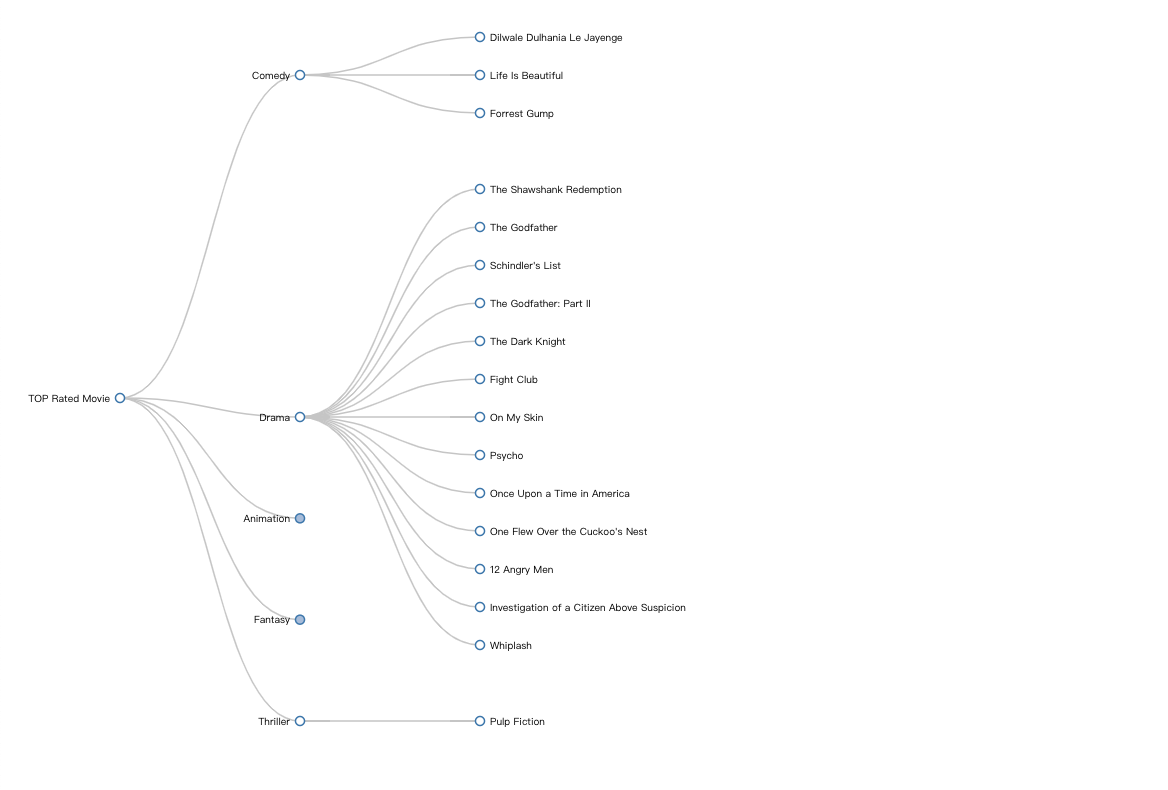 TOP Rated Movie
Comedy
Dilwale Dulhania Le Jayenge
Life Is Beautiful
Forrest Gump
Drama
The Shawshank Redemption
The Godfather
Schindler's List
The Godfather: Part II
The Dark Knight
Fight Club
On My Skin
Psycho
Once Upon a Time in America
One Flew Over the Cuckoo's Nest
12 Angry Men
Investigation of a Citizen Above Suspicion
Whiplash
Animation
Fantasy
Thriller
Pulp Fiction